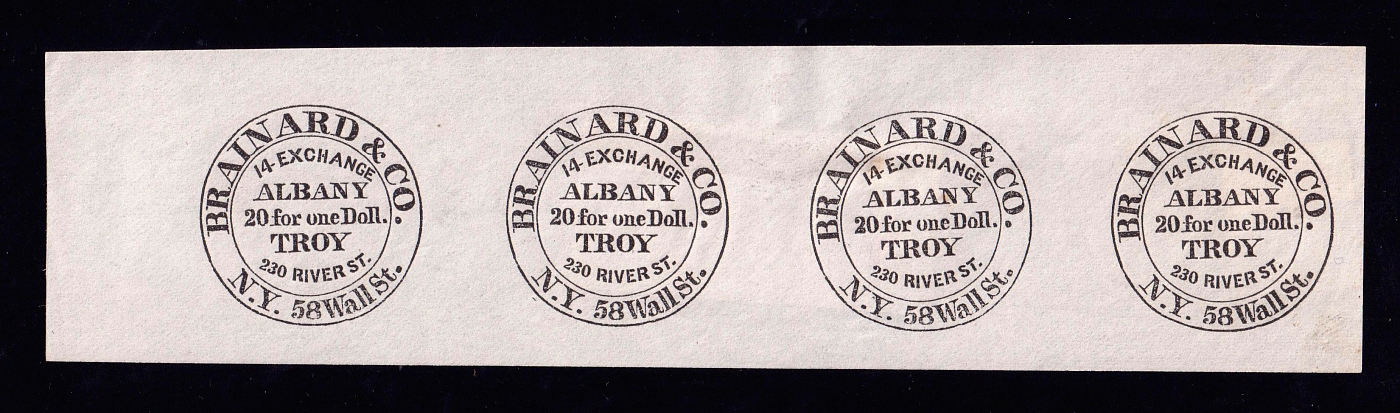 BRAINARD & CO.
14 EXCHANGE
ALBANY
20 for one Doll.
TROY
230 RIVER ST.
N.Y. 58 Wall St.
BRAINARD & CO.
14 EXCHANGE
ALBANY
20 for one Doll.
TROY
230 RIVER ST.
N.Y. 58 Wall St.
BRAINARD & CO.
14 EXCHANGE
ALBANY
20 for one Doll.
TROY
230 RIVER ST.
N.Y. 58 Wall St.
BRAINARD & CO.
14 EXCHANGE
ALBANY
20 for one Doll.
TROY
230 RIVER ST.
N.Y. 58 Wall St.